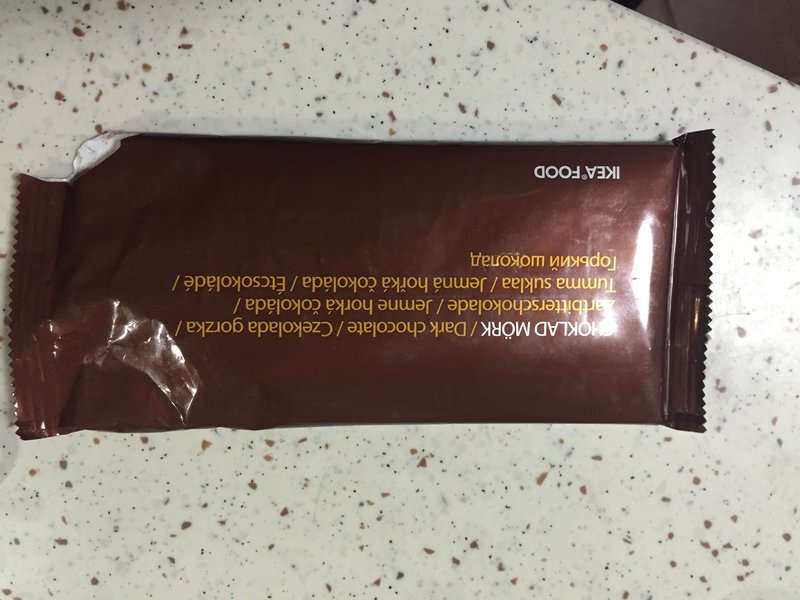 CHOKLAD MÖRK / Dark chocolate / Czekolada gorzka /
Zartbitterschokolade / Jemne horká čokoláda /
Tumma suklaa / Jemná hořká čokoláda / Étcsokoládé /
Горький шоколад
IKEA® FOOD